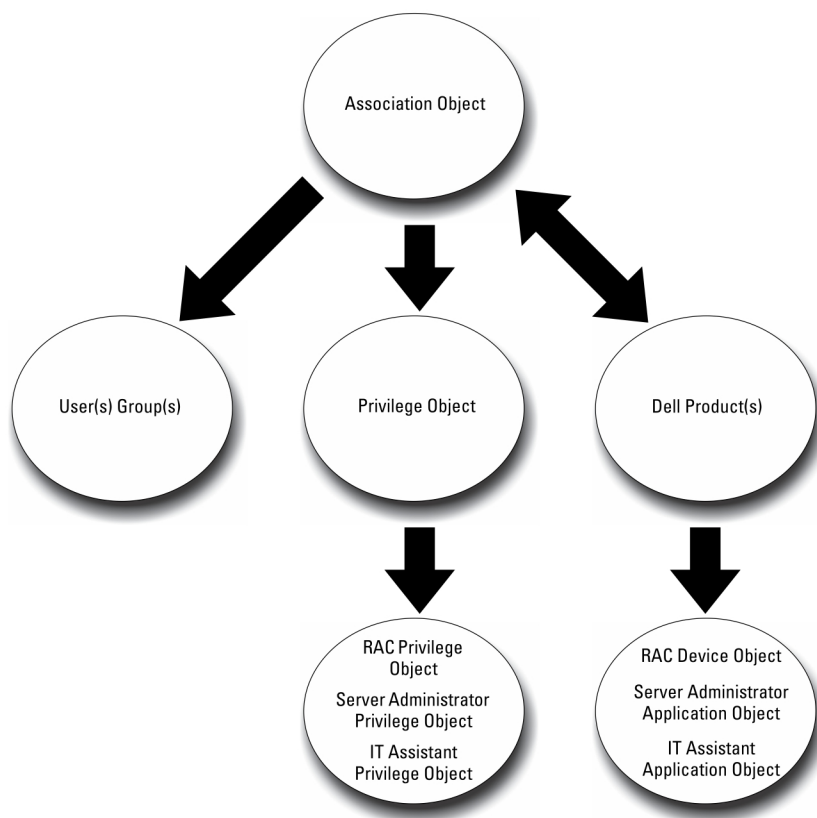 Association Object
User(s) Group(s)
Privilege Object
Dell Product(s)
RAC Privilege
Object
Server Administrator
Privilege Object
IT Assistant
Privilege Object
RAC Device Object
Server Administrator
Application Object
IT Assistant
Application Object